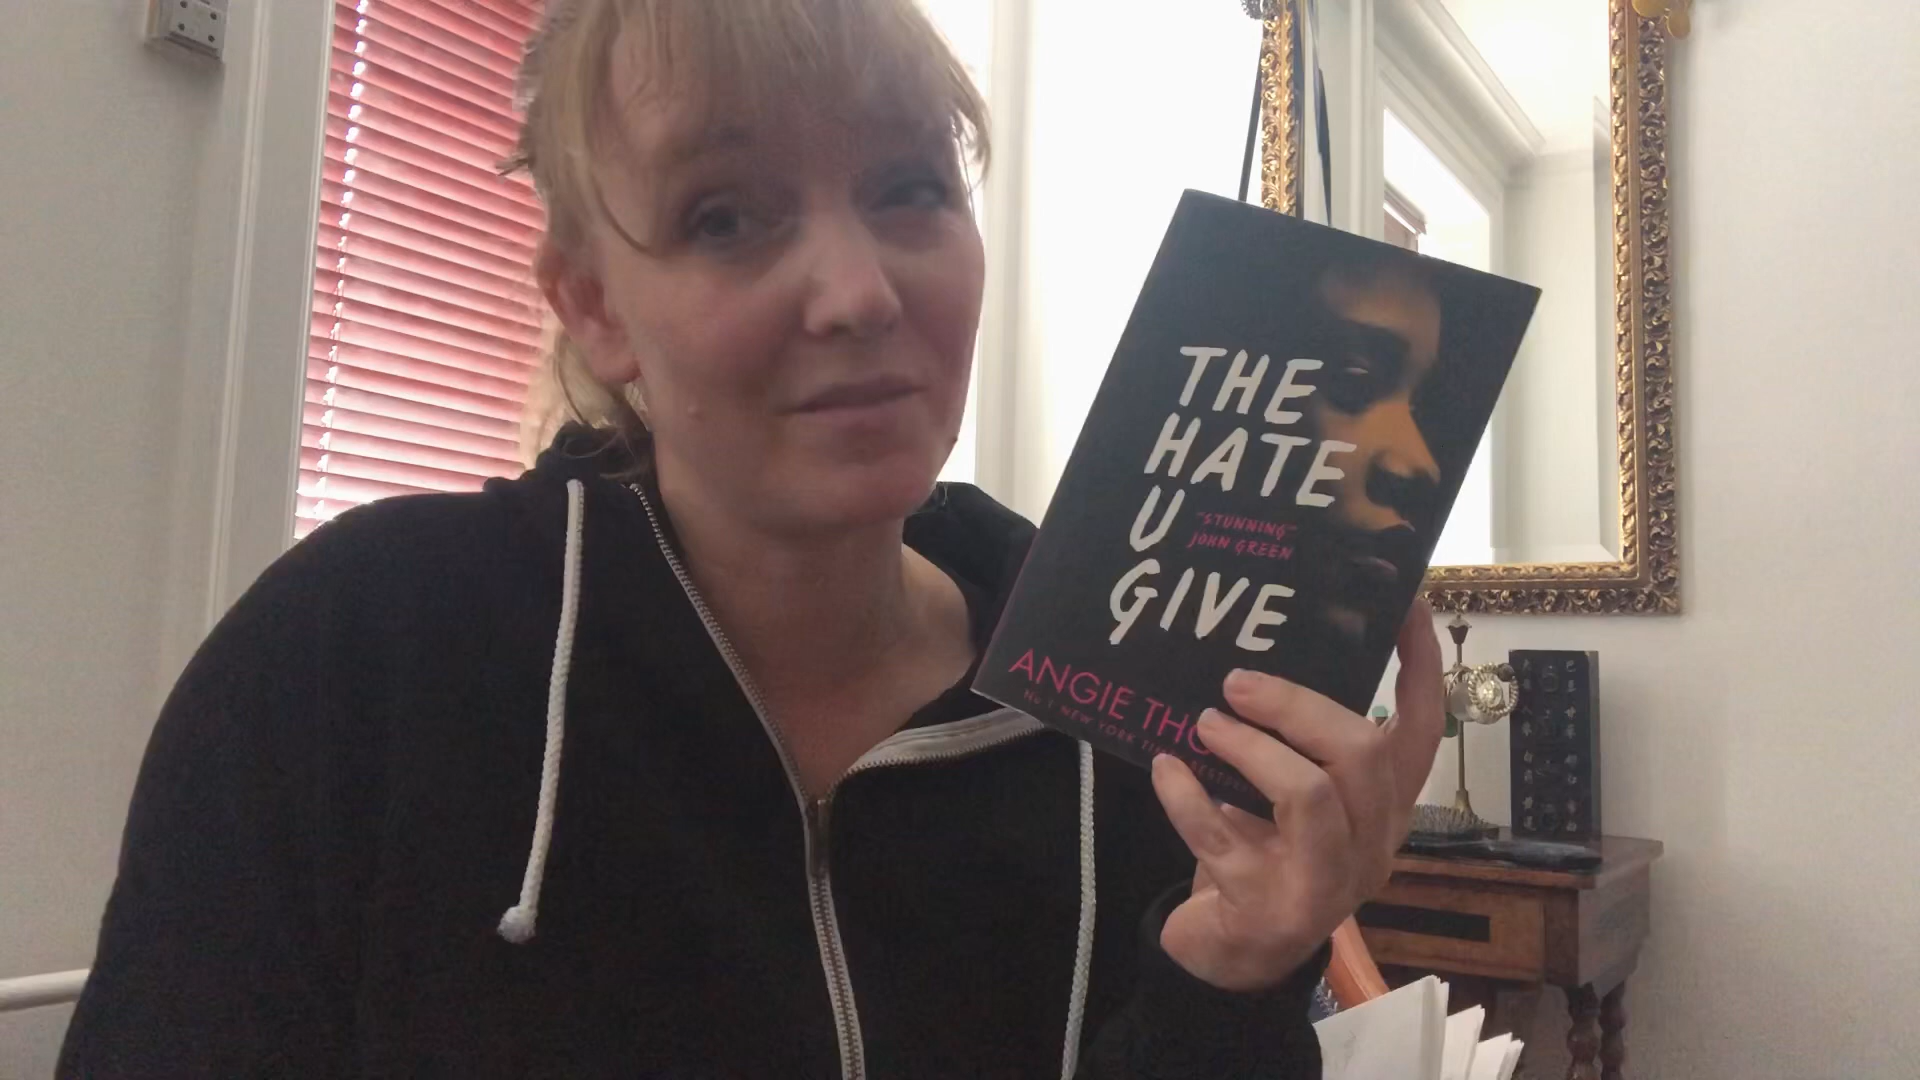 THE
HATE
U
"STUNNING"
JOHN GREEN
GIVE
ANGIE THO
No 1 NEW YORK TIM